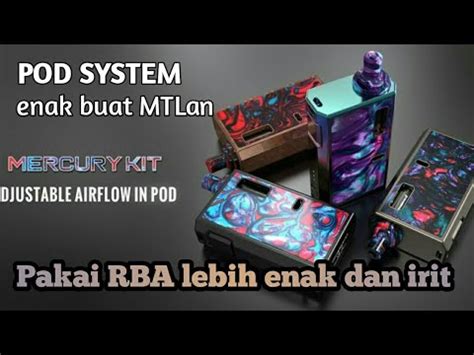 POD SYSTEM
enak buat MTLan
MERCURY KIT
DJUSTABLE AIRFLOW IN POD
Pakai RBA lebih enak dan irit